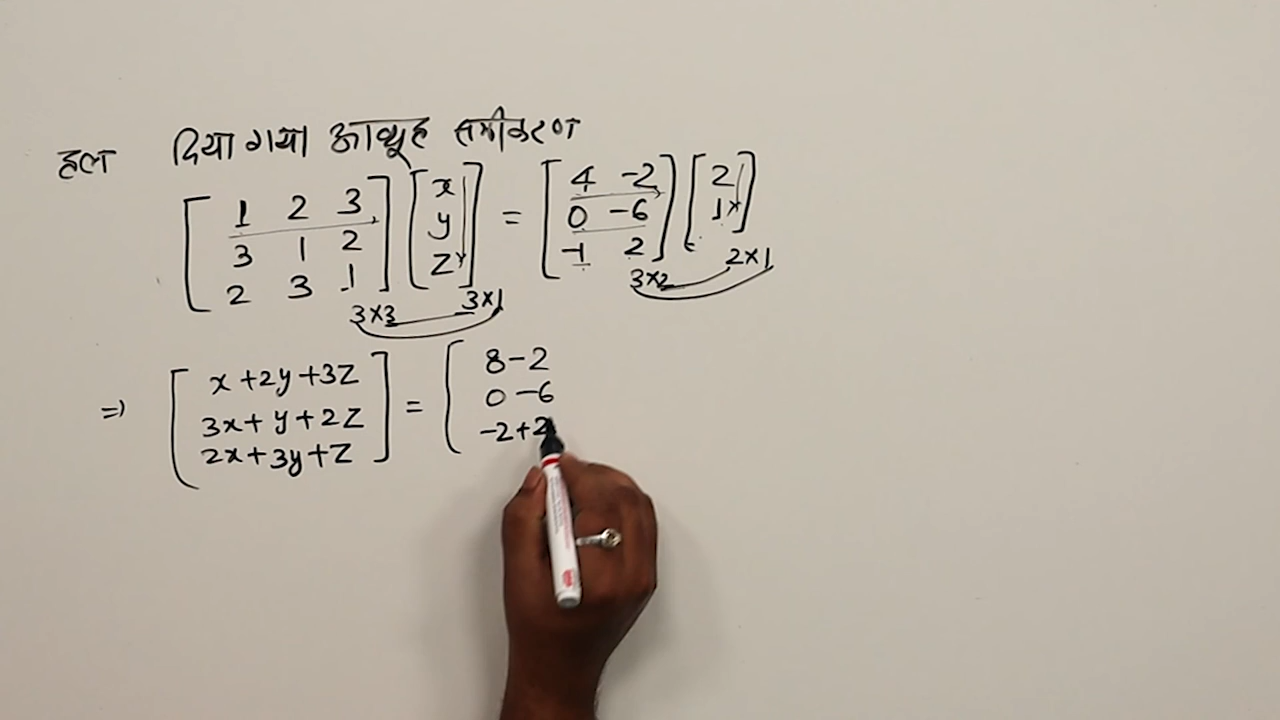 हल दिया गया आव्यूह समीकरण
[ 1 2 3 ] [ x ] = [ 4 -2 ] [ 2 ]
[ 3 1 2 ] [ y ] [ 0 -6 ] [ 1 ]
[ 2 3 1 ] [ z ] [ -1 2 ]
3×3 3×1 3×2 2×1
⇒ [ x+2y+3z ] = [ 8-2
[ 3x+y+2z ] [ 0-6
[ 2x+3y+z ] [ -2+2